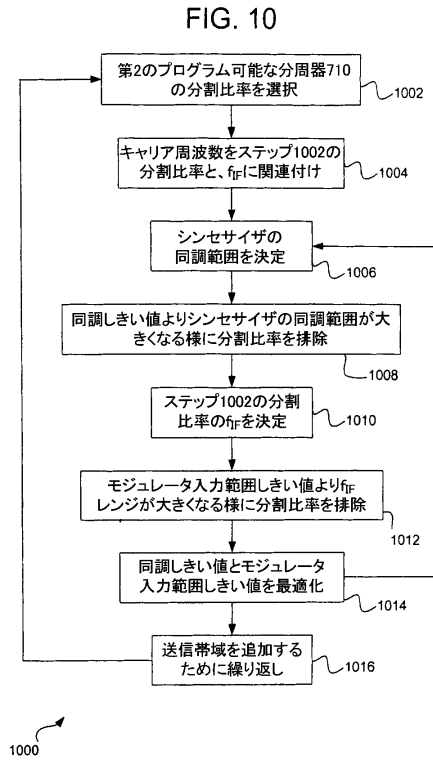 FIG. 10
第2のプログラム可能な分周器710
の分割比率を選択
1002
キャリア周波数をステップ1002の
分割比率と、fIFに関連付け
1004
シンセサイザの
同調範囲を決定
1006
同調しきい値よりシンセサイザの同調範囲が大
きくなる様に分割比率を排除
1008
ステップ1002の分割
比率のfIFを決定
1010
モジュレータ入力範囲しきい値よりfIF
レンジが大きくなる様に分割比率を排除
1012
同調しきい値とモジュレータ
入力範囲しきい値を最適化
1014
送信帯域を追加する
ために繰り返し
1016
1000